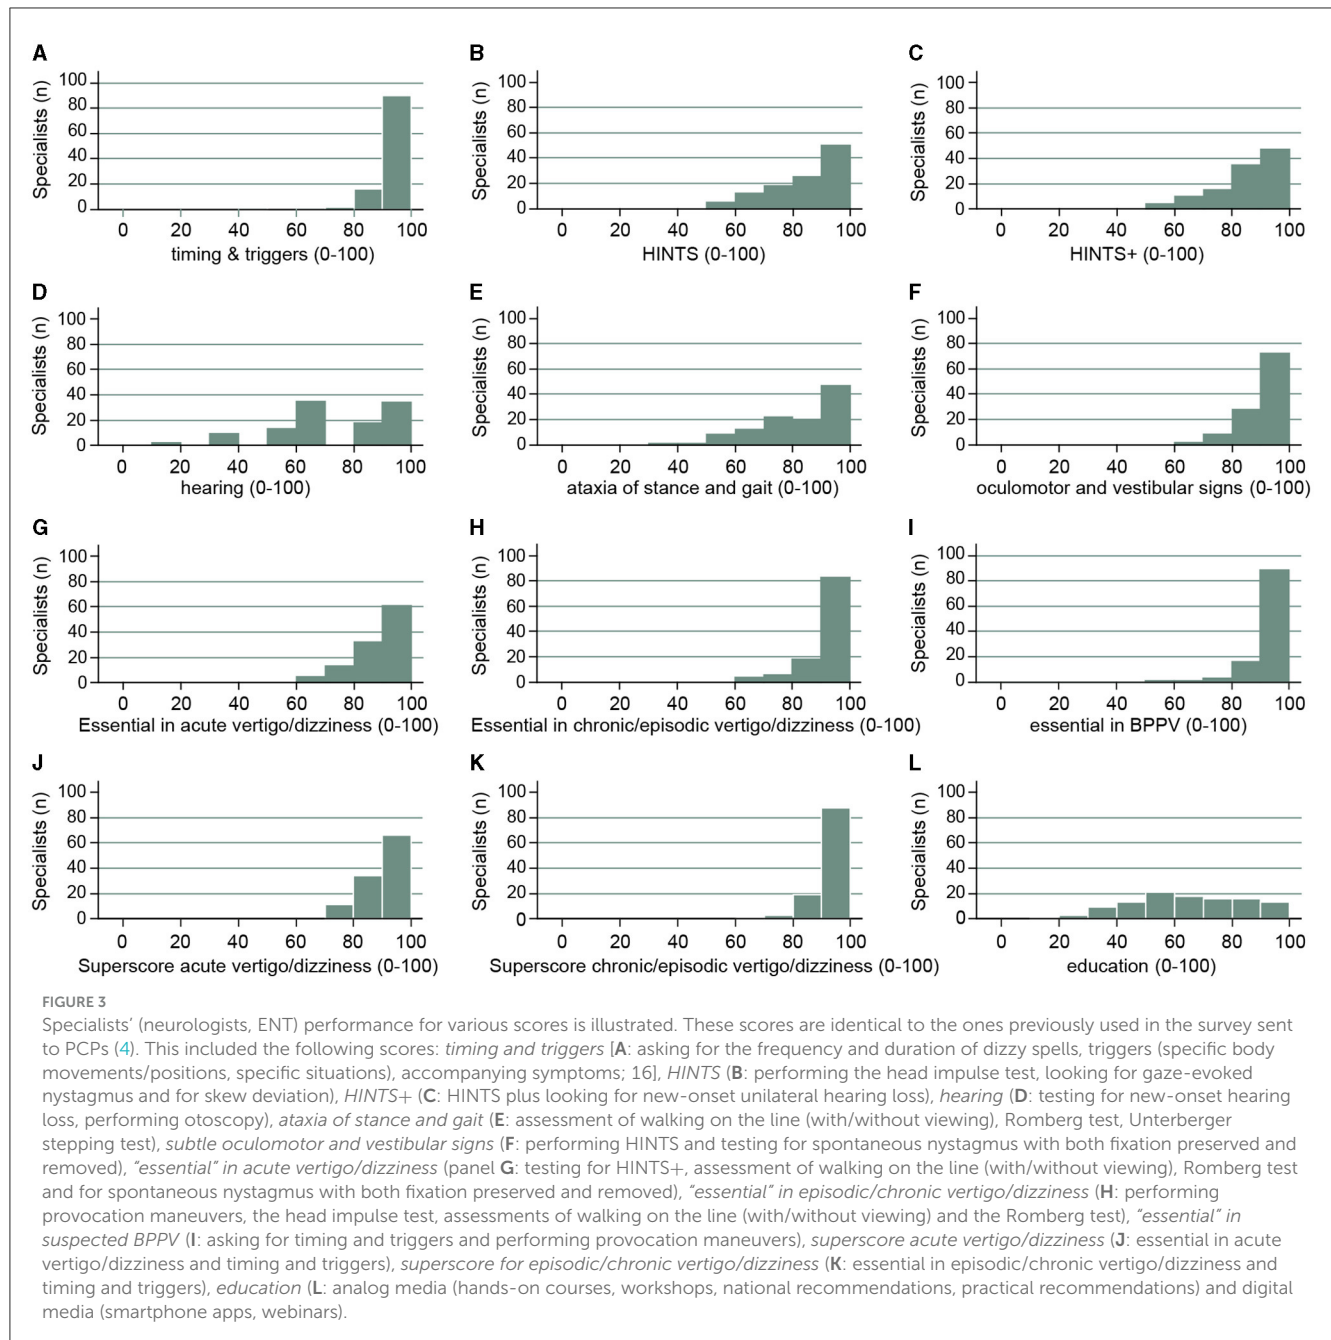 A
B
C
Specialists (n)
100
80
60
40
20
0
0 20 40 60 80 100
timing & triggers (0-100)
Specialists (n)
100
80
60
40
20
0
0 20 40 60 80 100
HINTS (0-100)
Specialists (n)
100
80
60
40
20
0
0 20 40 60 80 100
HINTS+ (0-100)
D
E
F
Specialists (n)
100
80
60
40
20
0
0 20 40 60 80 100
hearing (0-100)
Specialists (n)
100
80
60
40
20
0
0 20 40 60 80 100
ataxia of stance and gait (0-100)
Specialists (n)
100
80
60
40
20
0
0 20 40 60 80 100
oculomotor and vestibular signs (0-100)
G
H
I
Specialists (n)
100
80
60
40
20
0
0 20 40 60 80 100
Essential in acute vertigo/dizziness (0-100)
Specialists (n)
100
80
60
40
20
0
0 20 40 60 80 100
Essential in chronic/episodic vertigo/dizziness (0-100)
Specialists (n)
100
80
60
40
20
0
0 20 40 60 80 100
essential in BPPV (0-100)
J
K
L
Specialists (n)
100
80
60
40
20
0
0 20 40 60 80 100
Superscore acute vertigo/dizziness (0-100)
Specialists (n)
100
80
60
40
20
0
0 20 40 60 80 100
Superscore chronic/episodic vertigo/dizziness (0-100)
Specialists (n)
100
80
60
40
20
0
0 20 40 60 80 100
education (0-100)
FIGURE 3
Specialists' (neurologists, ENT) performance for various scores is illustrated. These scores are identical to the ones previously used in the survey sent
to PCPs (4). This included the following scores: timing and triggers [A: asking for the frequency and duration of dizzy spells, triggers (specific body
movements/positions, specific situations), accompanying symptoms; 16], HINTS (B: performing the head impulse test, looking for gaze-evoked
nystagmus and for skew deviation), HINTS+ (C: HINTS plus looking for new-onset unilateral hearing loss), hearing (D: testing for new-onset hearing
loss, performing otoscopy), ataxia of stance and gait (E: assessment of walking on the line (with/without viewing), Romberg test, Unterberger
stepping test), subtle oculomotor and vestibular signs (F: performing HINTS and testing for spontaneous nystagmus with both fixation preserved and
removed), "essential" in acute vertigo/dizziness (panel G: testing for HINTS+, assessment of walking on the line (with/without viewing), Romberg test
and for spontaneous nystagmus with both fixation preserved and removed), "essential" in episodic/chronic vertigo/dizziness (H: performing
provocation maneuvers, the head impulse test, assessments of walking on the line (with/without viewing) and the Romberg test), "essential" in
suspected BPPV (I: asking for timing and triggers and performing provocation maneuvers), superscore acute vertigo/dizziness (J: essential in acute
vertigo/dizziness and timing and triggers), superscore for episodic/chronic vertigo/dizziness (K: essential in episodic/chronic vertigo/dizziness and
timing and triggers), education (L: analog media (hands-on courses, workshops, national recommendations, practical recommendations) and digital
media (smartphone apps, webinars).